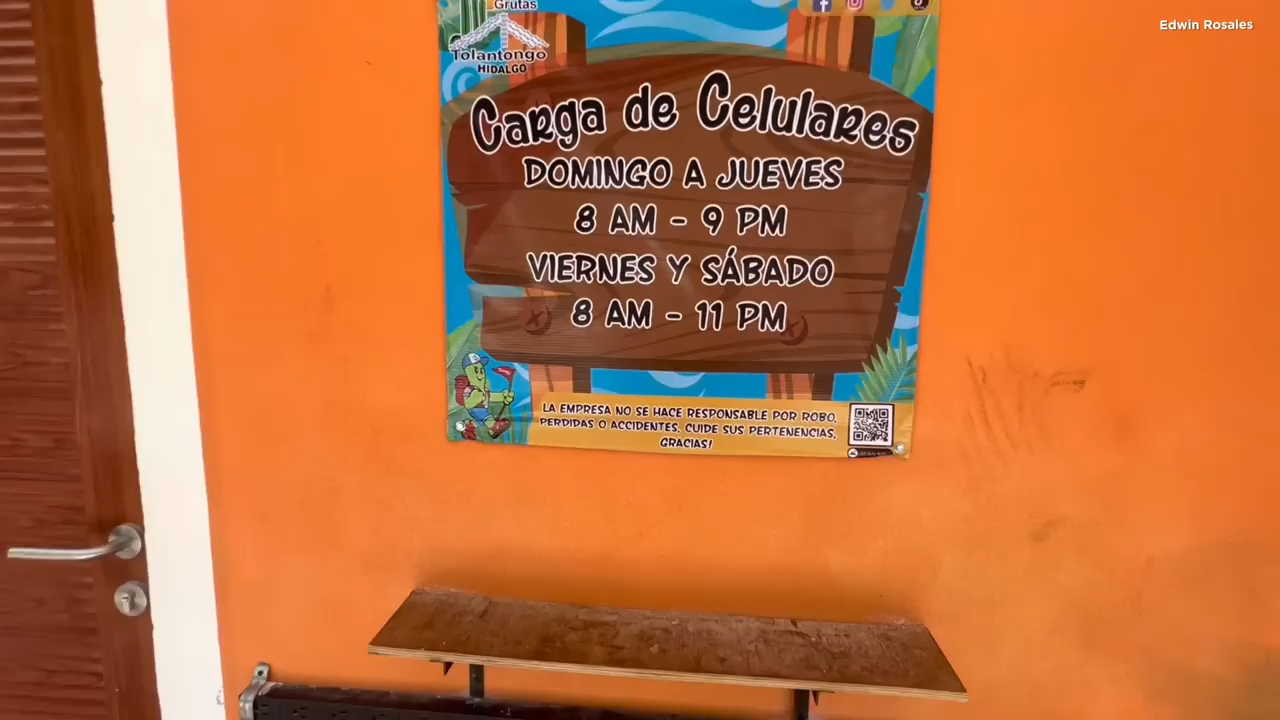 Edwin Rosales
Grutas
Tolantongo
HIDALGO
Carga de Celulares
DOMINGO A JUEVES
8 AM - 9 PM
VIERNES Y SÁBADO
8 AM - 11 PM
LA EMPRESA NO SE HACE RESPONSABLE POR ROBO,
PERDIDAS O ACCIDENTES, CUIDE SUS PERTENENCIAS,
GRACIAS!